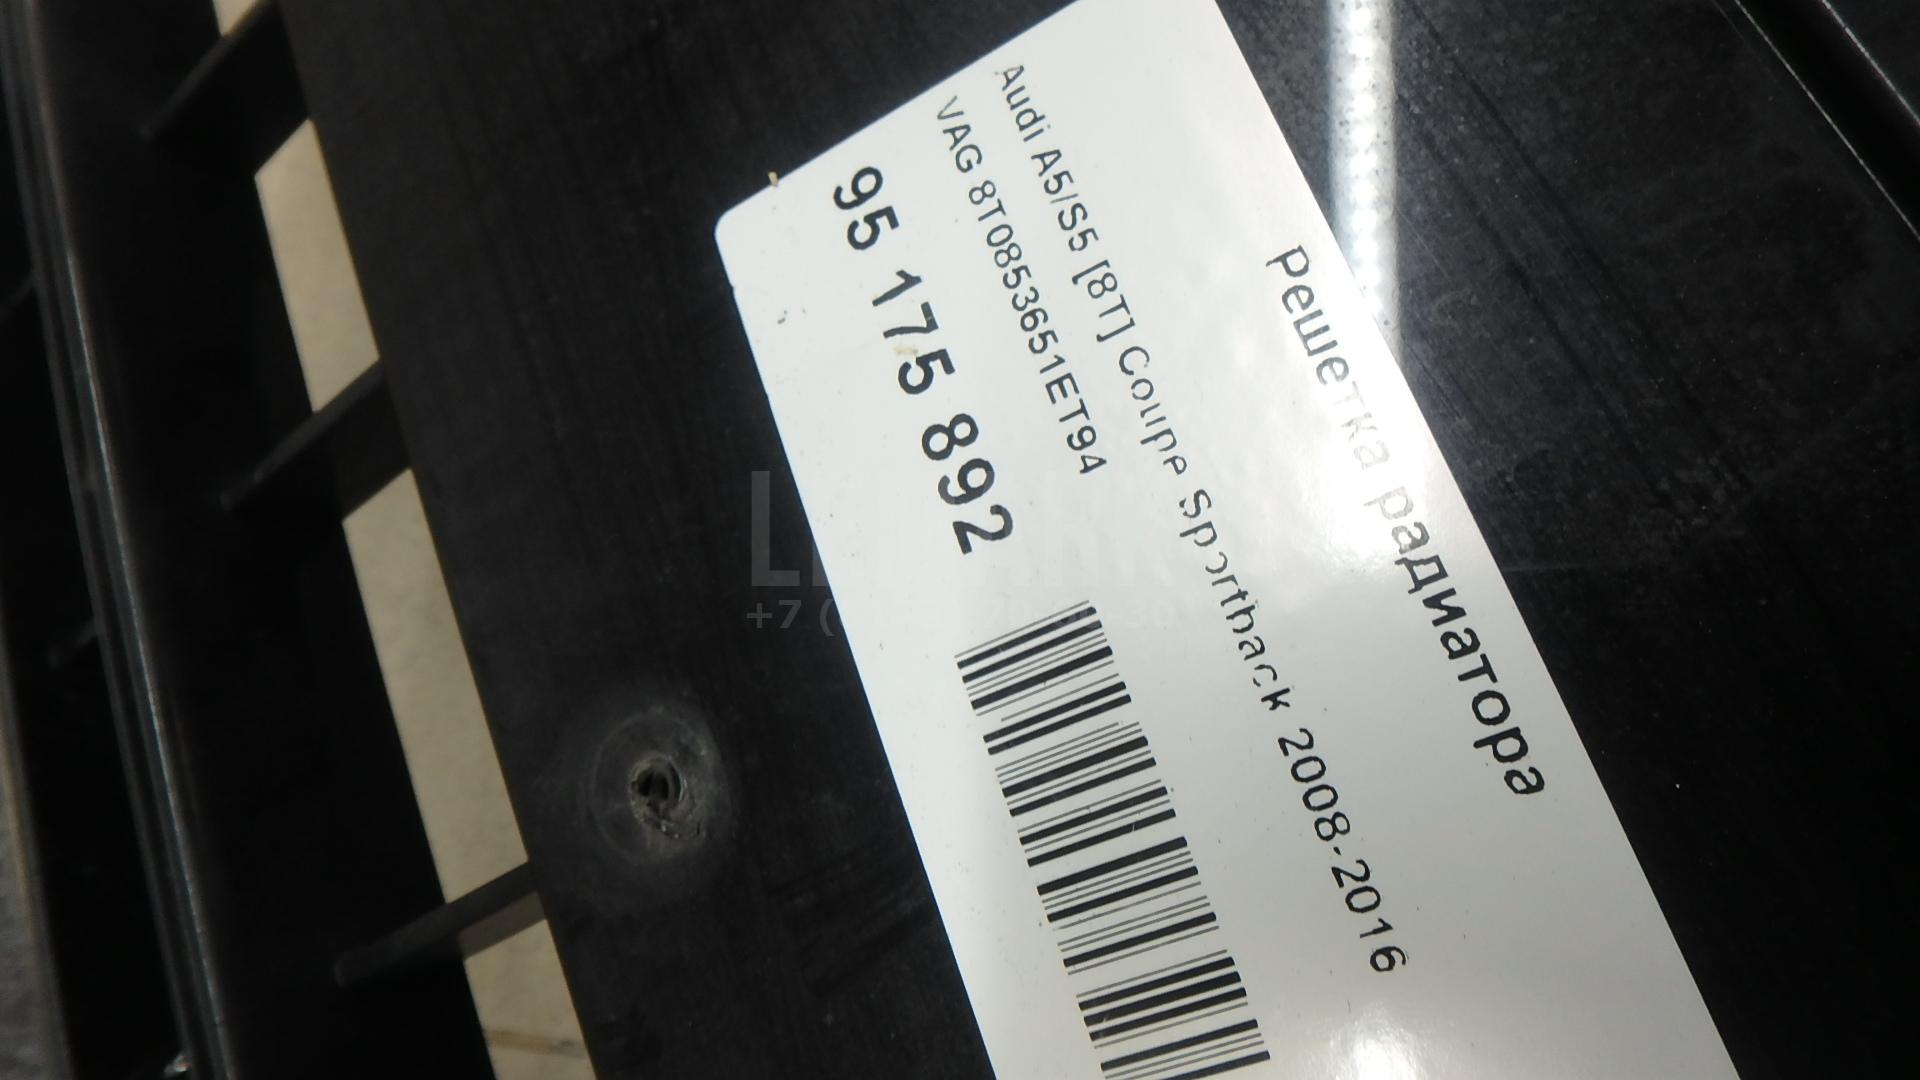 Решетка радиатора
Audi A5/S5 [8T] Coupe Sportback 2008-2016
VAG 8T0853651ET94
95 175 892